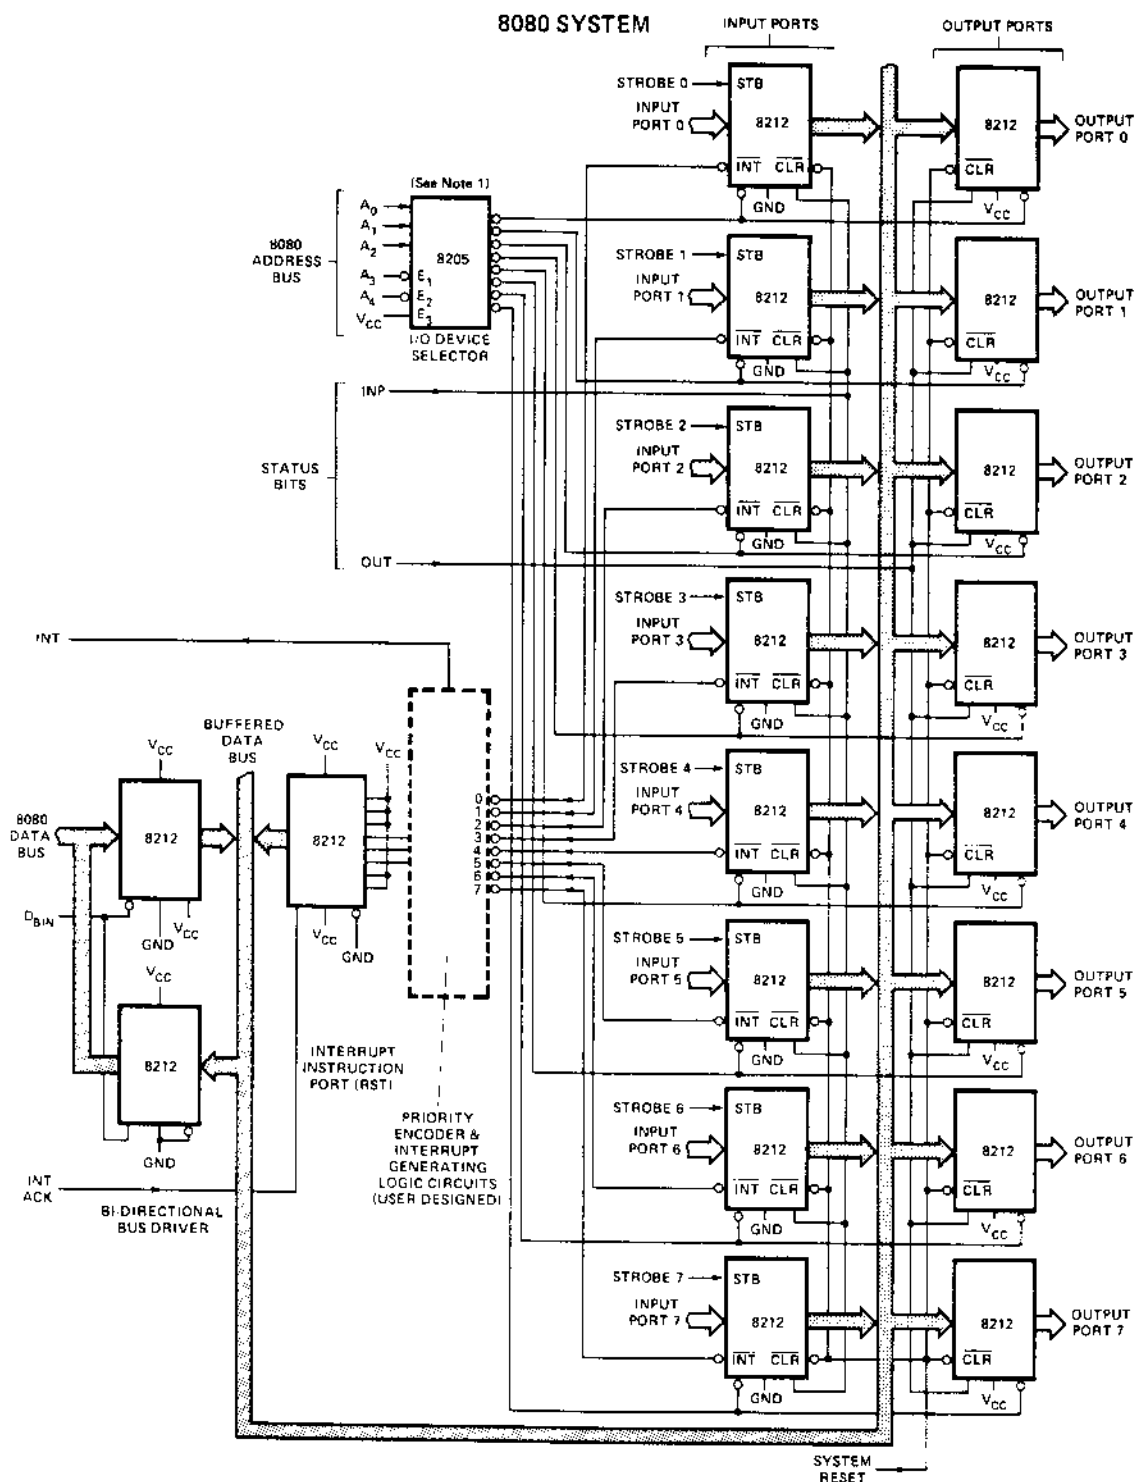 8080 SYSTEM
INPUT PORTS
OUTPUT PORTS
STROBE 0
STB
INPUT
PORT 0
8212
INT CLR
GND
8212
CLR
VCC
OUTPUT
PORT 0
(See Note 1)
8080
ADDRESS
BUS
A0
A1
A2
A3
A4
VCC
8205
E1
E2
E3
I/O DEVICE
SELECTOR
STROBE 1
STB
INPUT
PORT 1
8212
INT CLR
GND
8212
CLR
VCC
OUTPUT
PORT 1
STATUS
BITS
INP
OUT
STROBE 2
STB
INPUT
PORT 2
8212
INT CLR
GND
8212
CLR
VCC
OUTPUT
PORT 2
STROBE 3
STB
INPUT
PORT 3
8212
INT CLR
GND
8212
CLR
VCC
OUTPUT
PORT 3
INT
BUFFERED
DATA
BUS
VCC
VCC
VCC
8080
DATA
BUS
8212
8212
0
1
2
3
4
5
6
7
DBIN
GND
VCC
VCC
GND
VCC
8212
GND
INTERRUPT
INSTRUCTION
PORT (RST)
PRIORITY
ENCODER &
INTERRUPT
GENERATING
LOGIC CIRCUITS
(USER DESIGNED)
INT
ACK
BI-DIRECTIONAL
BUS DRIVER
STROBE 4
STB
INPUT
PORT 4
8212
INT CLR
GND
8212
CLR
VCC
OUTPUT
PORT 4
STROBE 5
STB
INPUT
PORT 5
8212
INT CLR
GND
8212
CLR
VCC
OUTPUT
PORT 5
STROBE 6
STB
INPUT
PORT 6
8212
INT CLR
GND
8212
CLR
VCC
OUTPUT
PORT 6
STROBE 7
STB
INPUT
PORT 7
8212
INT CLR
GND
8212
CLR
VCC
OUTPUT
PORT 7
SYSTEM
RESET